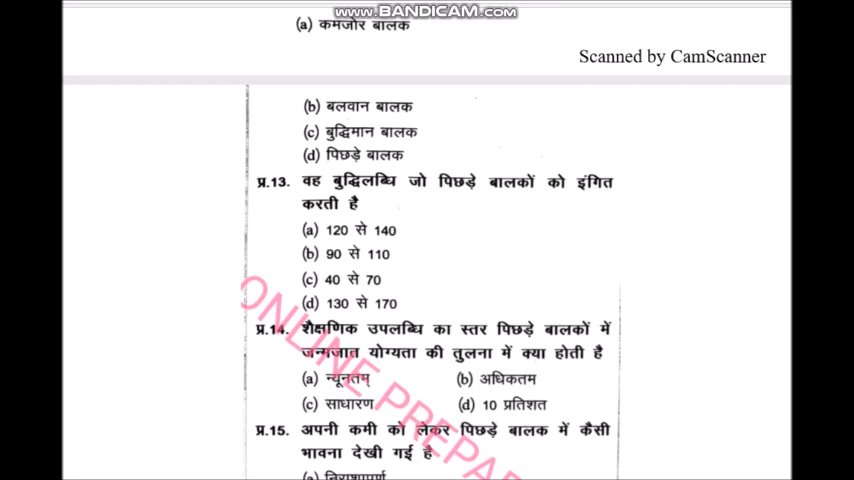 www.BANDICAM.com
(a) कमजोर बालक
Scanned by CamScanner
(b) बलवान बालक
(c) बुद्धिमान बालक
(d) पिछड़े बालक
प्र.13. वह बुद्धिलब्धि जो पिछड़े बालकों को इंगित
करती है
(a) 120 से 140
(b) 90 से 110
(c) 40 से 70
(d) 130 से 170
प्र.14. शैक्षणिक उपलब्धि का स्तर पिछड़े बालकों में
जन्मजात योग्यता की तुलना में क्या होती है
(a) न्यूनतम् (b) अधिकतम
(c) साधारण (d) 10 प्रतिशत
प्र.15. अपनी कमी को लेकर पिछड़े बालक में कैसी
भावना देखी गई है
(a) निराशापूर्ण
ONLINE PREPA